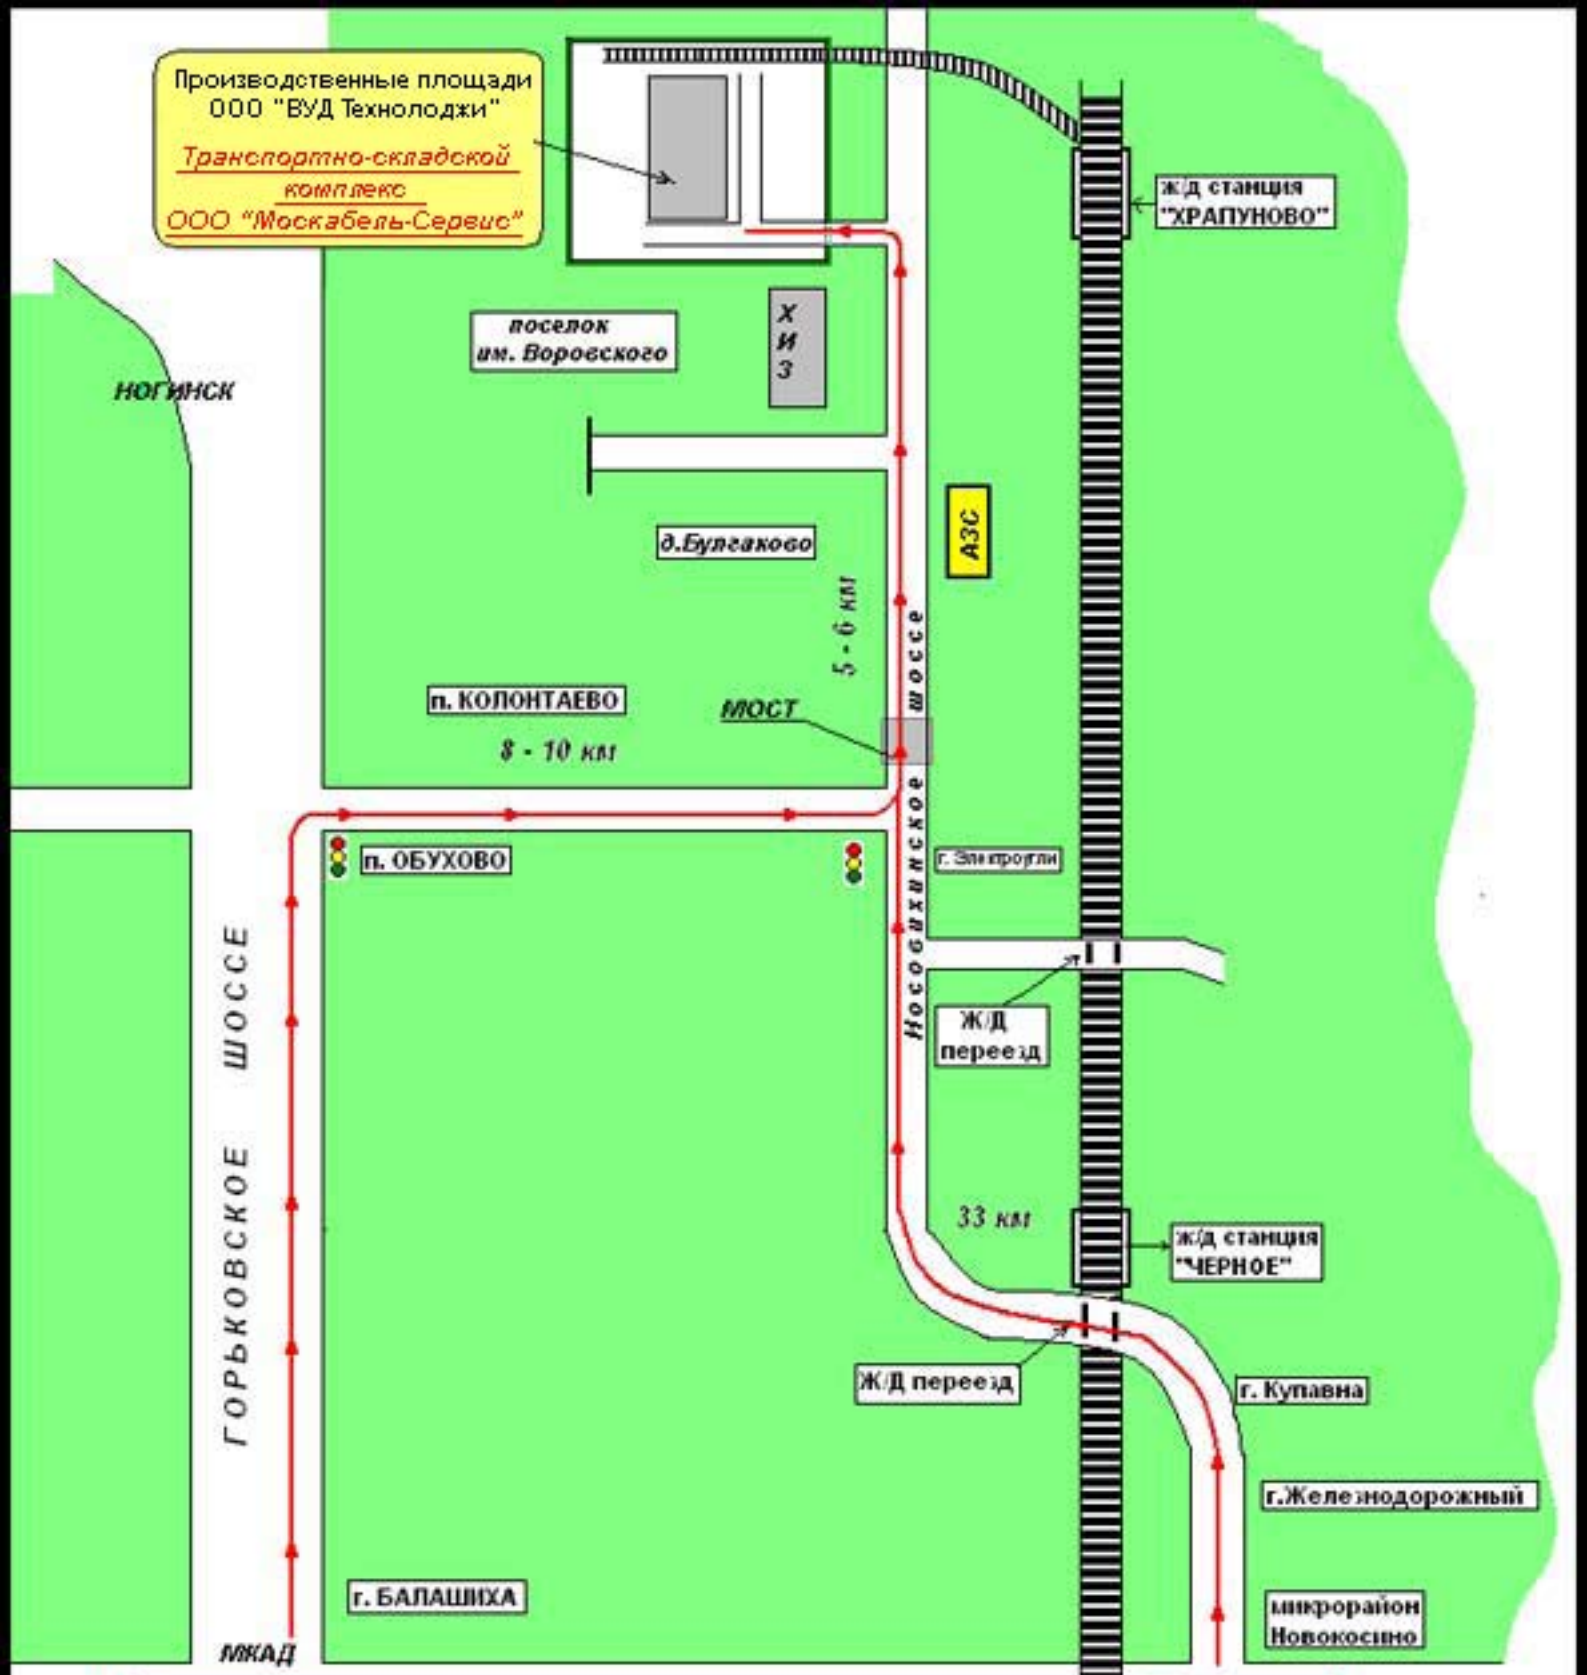 Производственные площади
ООО "ВУД Технолоджи"
Транспортно-складской
комплекс
ООО "Москабель-Сервис"
ж/д станция
"ХРАПУНОВО"
поселок
им. Воровского
Х
И
З
НОГИНСК
АЗС
д.Булгаково
5 - 6 км
п. КОЛОНТАЕВО
МОСТ
8 - 10 км
Носовихинское шоссе
п. ОБУХОВО
г. Электроугли
Ж/Д
переезд
ГОРЬКОВСКОЕ ШОССЕ
33 км
ж/д станция
"ЧЕРНОЕ"
Ж/Д переезд
г. Купавна
г.Железнодорожный
г. БАЛАШИХА
микрорайон
Новокосино
МКАД